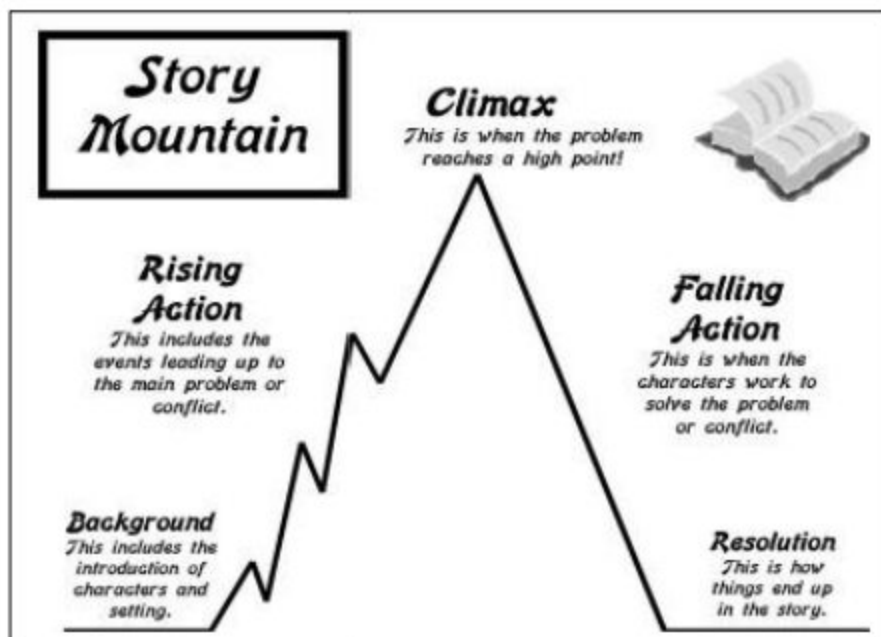 Story
Mountain
Climax
This is when the problem
reaches a high point!
Rising
Action
This includes the
events leading up to
the main problem or
conflict.
Falling
Action
This is when the
characters work to
solve the problem
or conflict.
Background
This includes the
introduction of
characters and
setting.
Resolution
This is how
things end up
in the story.